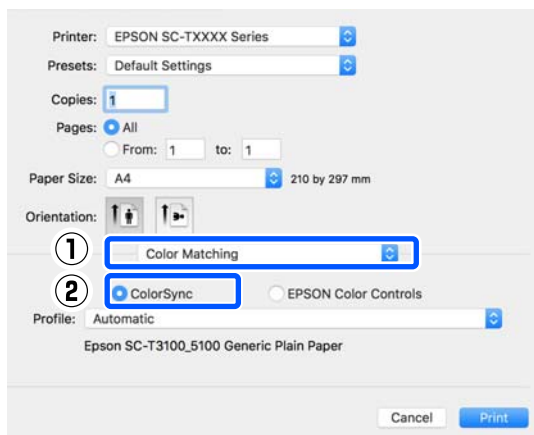 Printer: EPSON SC-TXXXX Series
Presets: Default Settings
Copies: 1
Pages: All
From: 1 to: 1
Paper Size: A4 210 by 297 mm
Orientation:
① Color Matching
② ColorSync EPSON Color Controls
Profile: Automatic
Epson SC-T3100_5100 Generic Plain Paper
Cancel Print